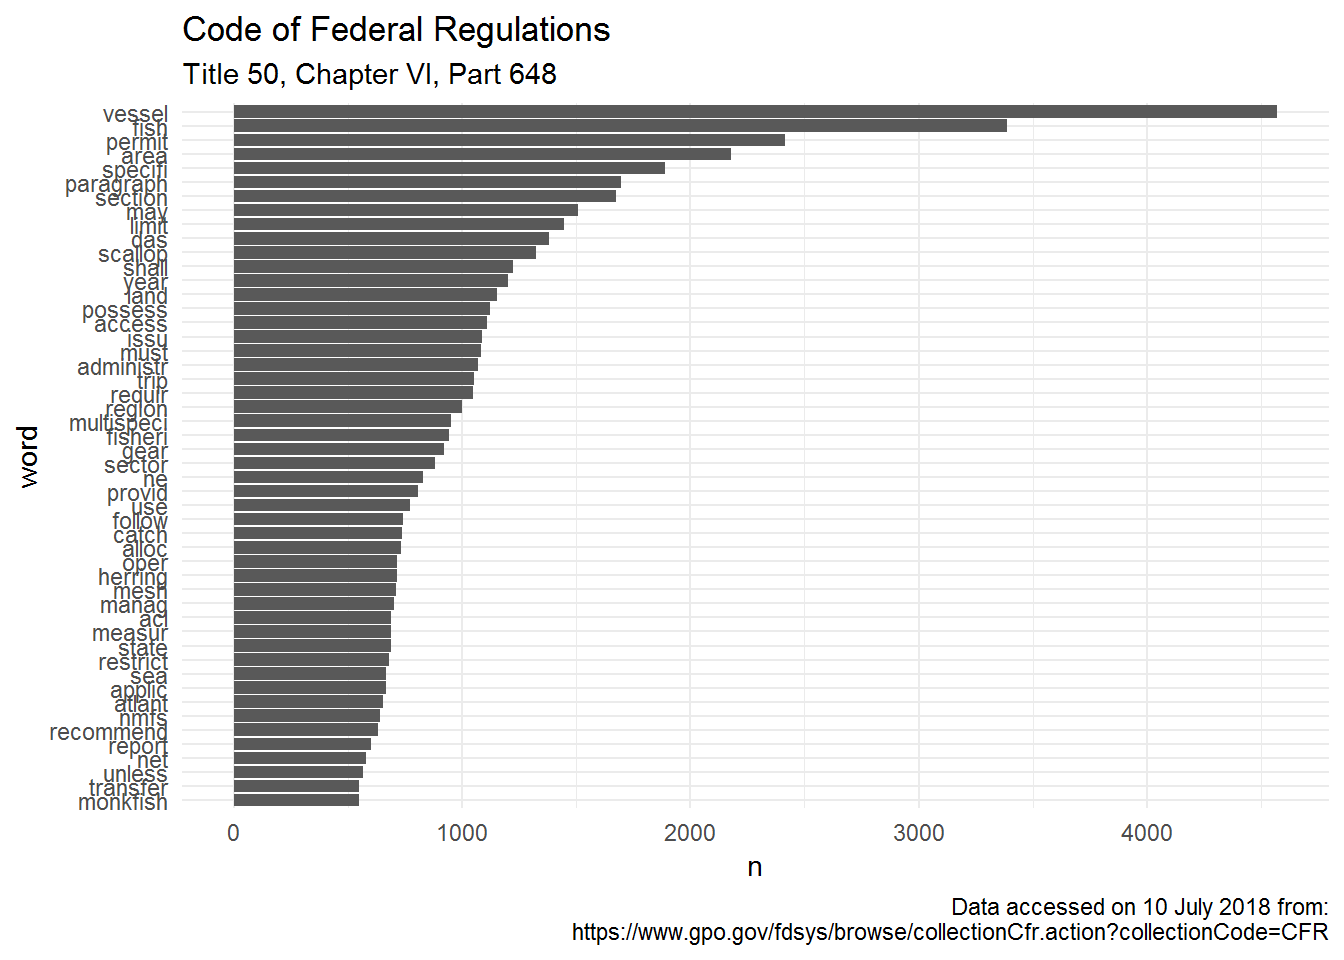 Code of Federal Regulations
Title 50, Chapter VI, Part 648
vessel
fish
permit
area
specifi
paragraph
section
may
limit
das
scallop
shall
year
land
possess
access
issu
must
administr
trip
requir
region
multispeci
fisheri
gear
sector
ne
provid
use
follow
catch
alloc
oper
herring
mesh
manag
acl
measur
state
restrict
sea
applic
atlant
nmfs
recommend
report
net
unless
transfer
monkfish
word
0 1000 2000 3000 4000
n
Data accessed on 10 July 2018 from:
https://www.gpo.gov/fdsys/browse/collectionCfr.action?collectionCode=CFR